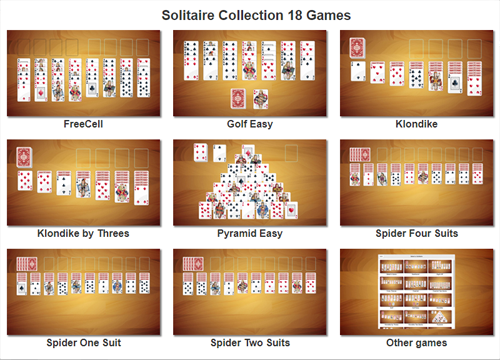 Solitaire Collection 18 Games
FreeCell
Golf Easy
Klondike
Klondike by Threes
Pyramid Easy
Spider Four Suits
Spider One Suit
Spider Two Suits
Other games